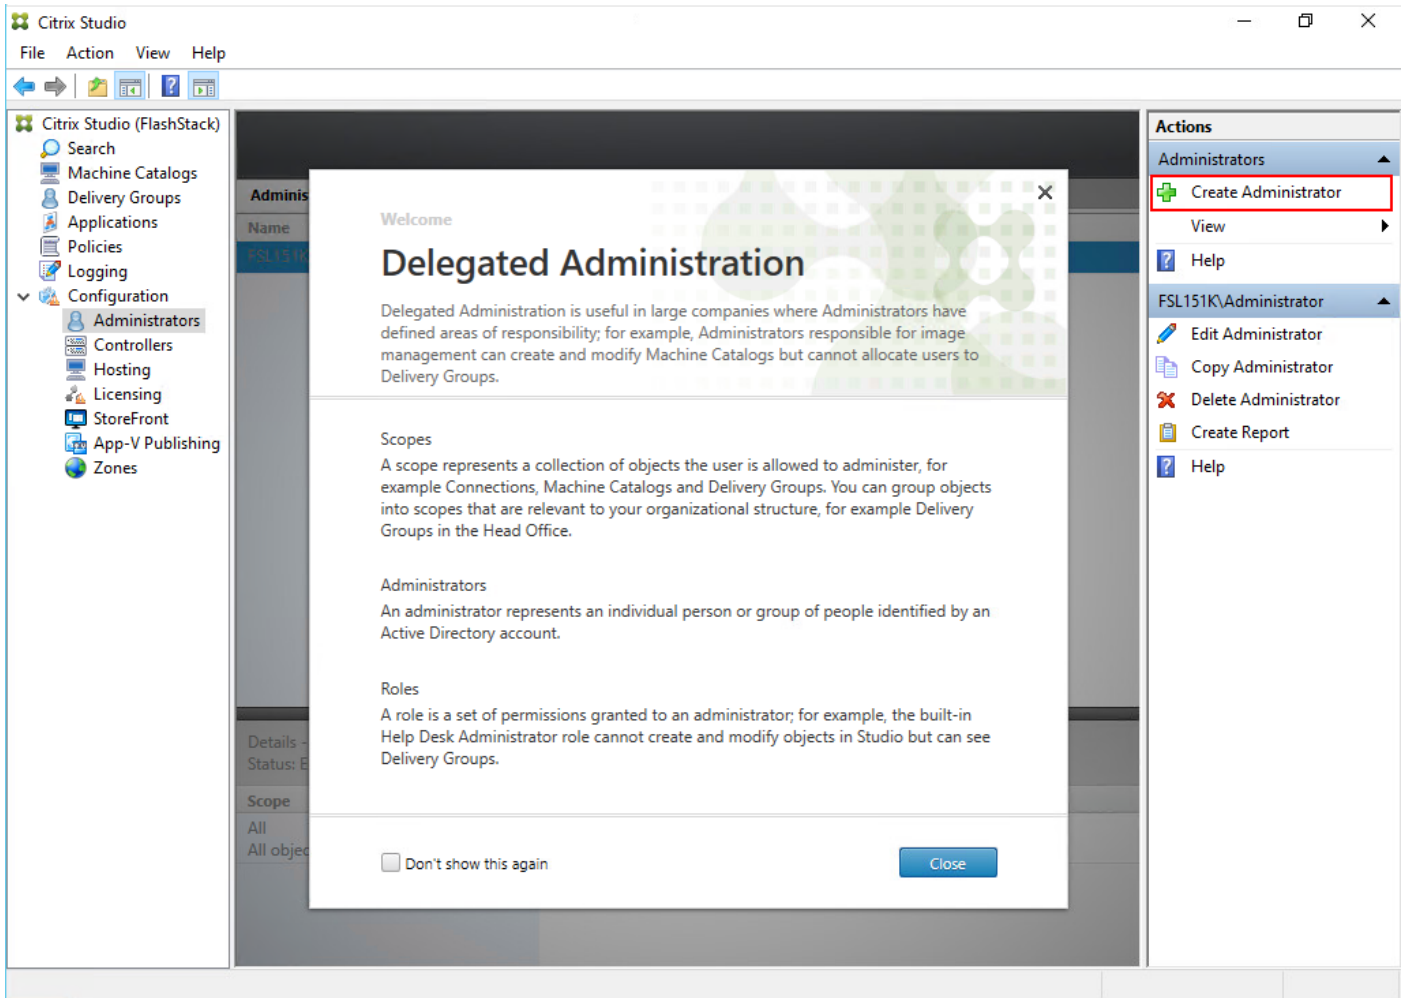 Citrix Studio
File Action View Help
Citrix Studio (FlashStack)
Search
Machine Catalogs
Delivery Groups
Applications
Policies
Logging
Configuration
Administrators
Controllers
Hosting
Licensing
StoreFront
App-V Publishing
Zones
Adminis
Name
FSL151K
Details -
Status: E
Scope
All
All objec
Welcome
Delegated Administration
Delegated Administration is useful in large companies where Administrators have
defined areas of responsibility; for example, Administrators responsible for image
management can create and modify Machine Catalogs but cannot allocate users to
Delivery Groups.
Scopes
A scope represents a collection of objects the user is allowed to administer, for
example Connections, Machine Catalogs and Delivery Groups. You can group objects
into scopes that are relevant to your organizational structure, for example Delivery
Groups in the Head Office.
Administrators
An administrator represents an individual person or group of people identified by an
Active Directory account.
Roles
A role is a set of permissions granted to an administrator; for example, the built-in
Help Desk Administrator role cannot create and modify objects in Studio but can see
Delivery Groups.
Don't show this again
Close
Actions
Administrators
Create Administrator
View
Help
FSL151K\Administrator
Edit Administrator
Copy Administrator
Delete Administrator
Create Report
Help